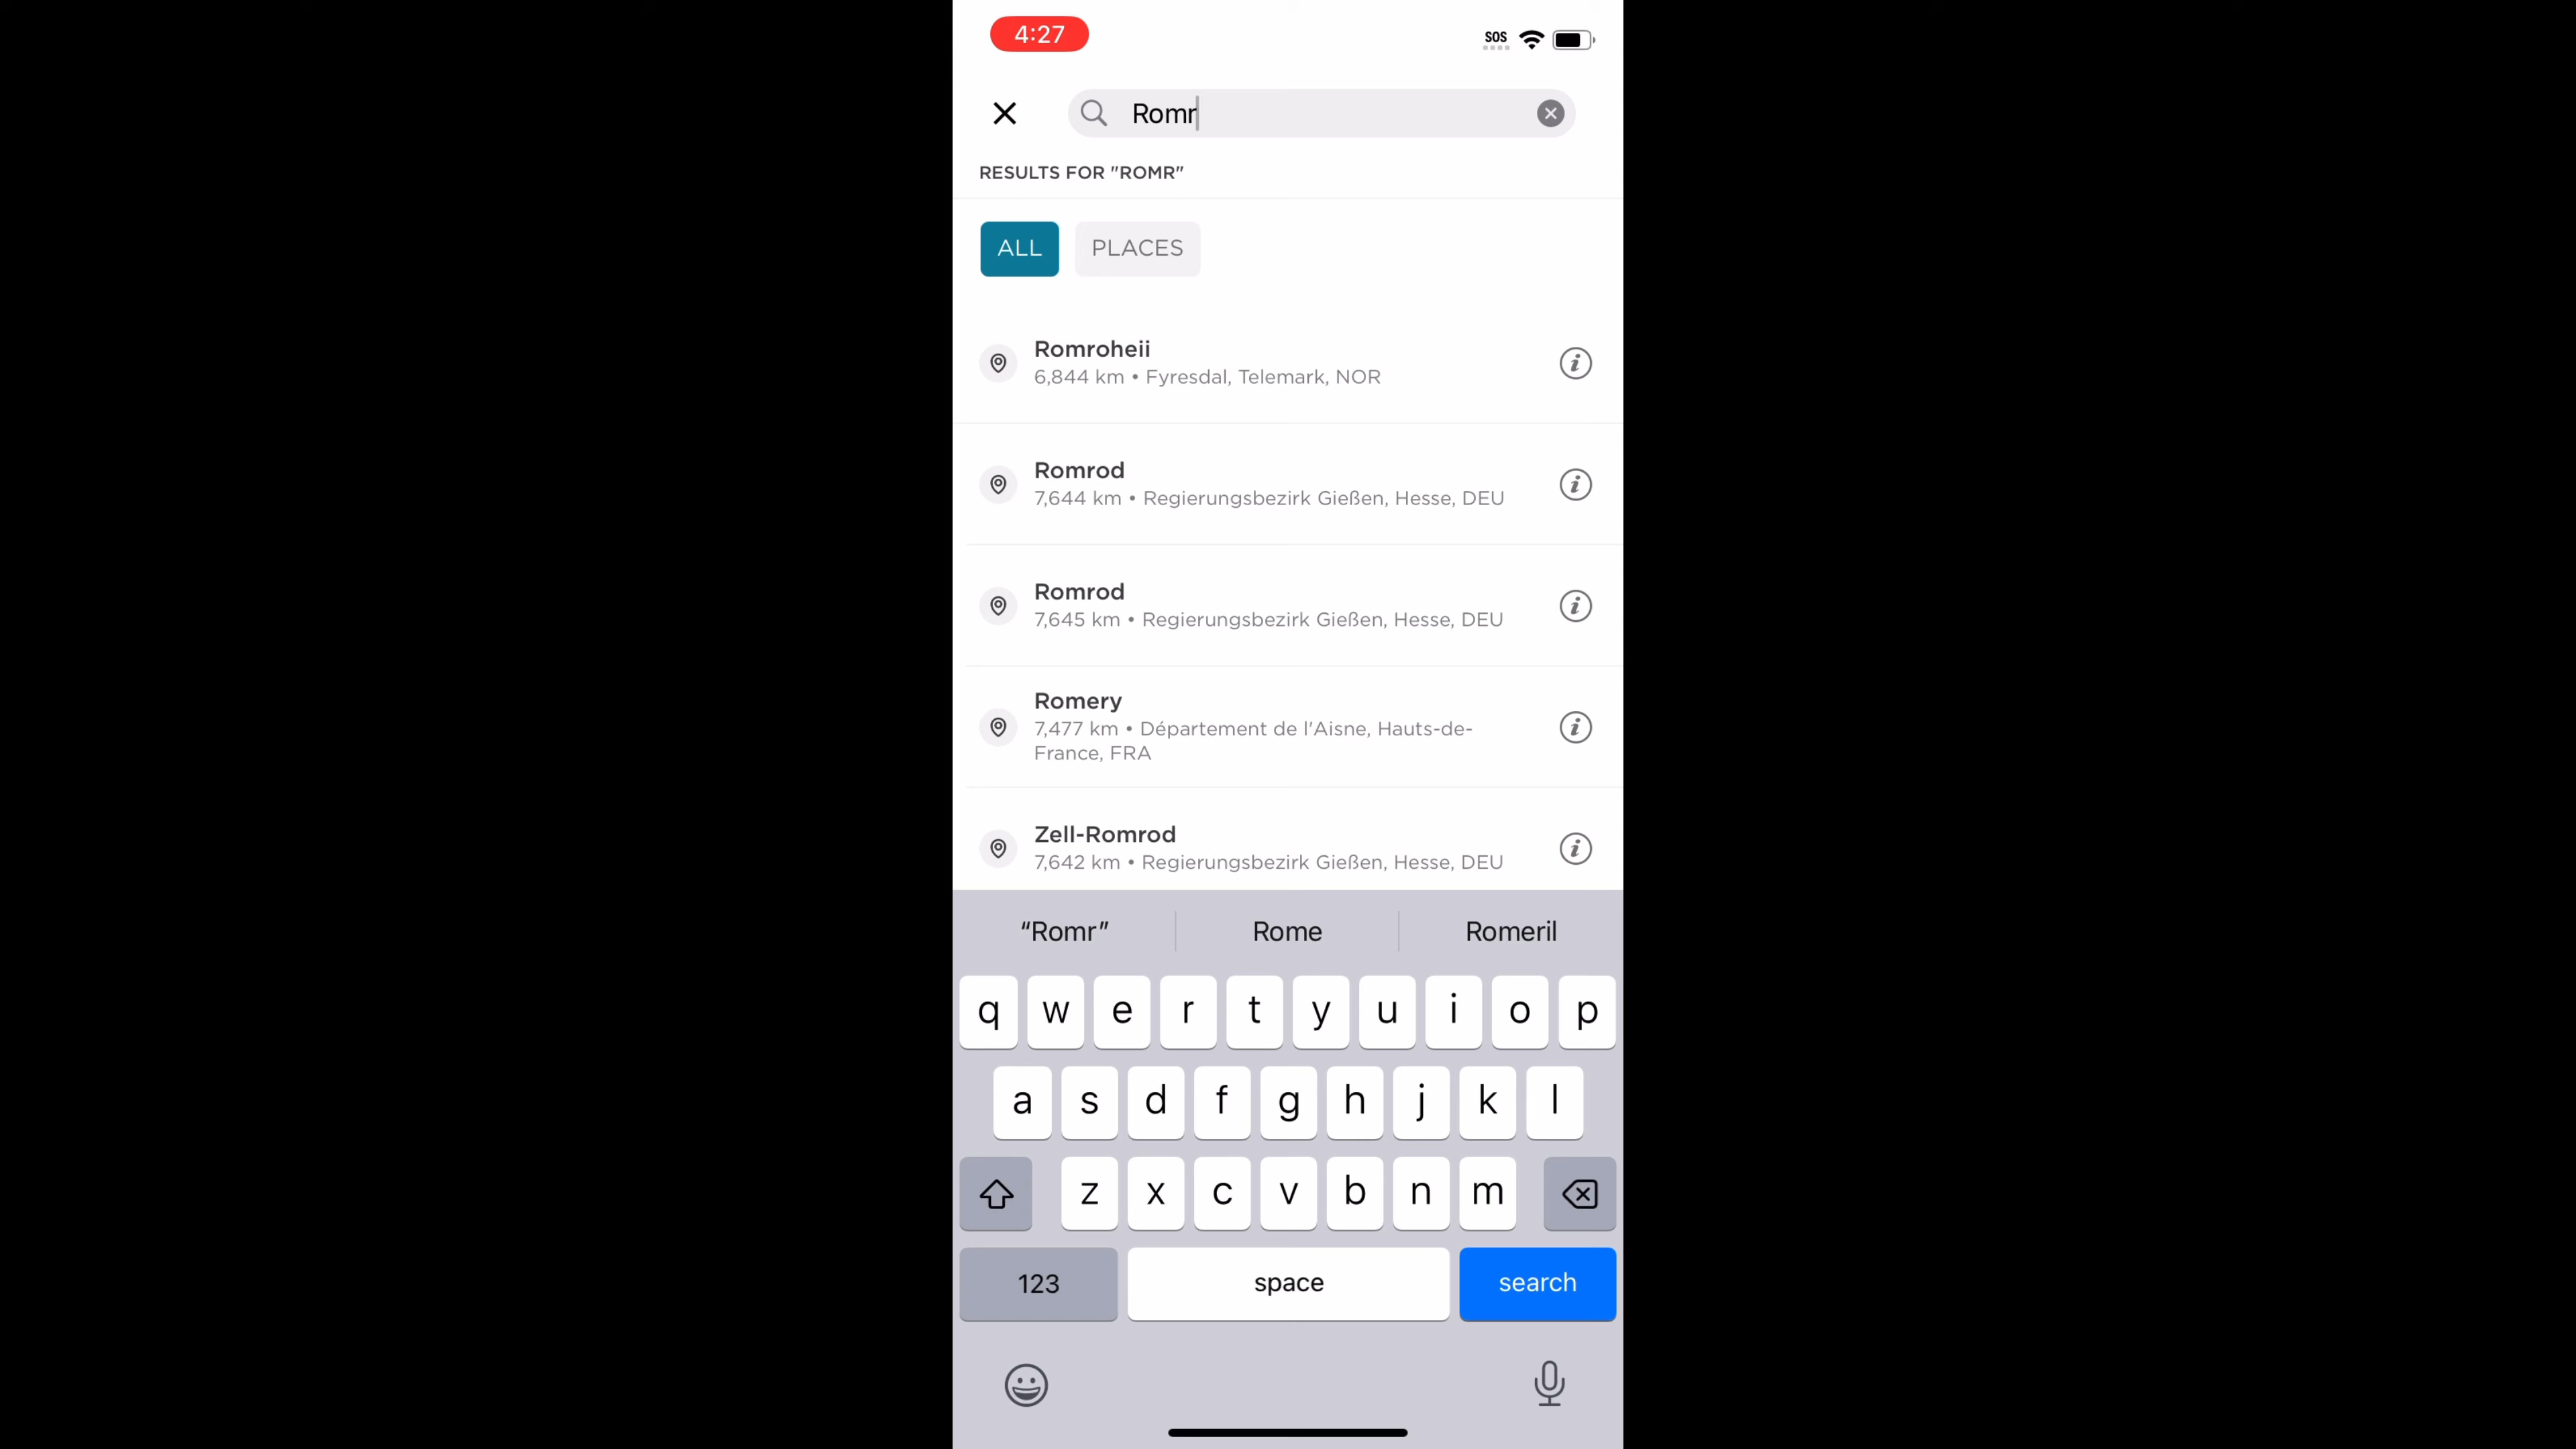 4:27
SOS
Romr
RESULTS FOR "ROMR"
ALL
PLACES
Romroheii
6,844 km • Fyresdal, Telemark, NOR
Romrod
7,644 km • Regierungsbezirk Gießen, Hesse, DEU
Romrod
7,645 km • Regierungsbezirk Gießen, Hesse, DEU
Romery
7,477 km • Département de l'Aisne, Hauts-de-
France, FRA
Zell-Romrod
7,642 km • Regierungsbezirk Gießen, Hesse, DEU
“Romr” Rome Romeril
q w e r t y u i o p
a s d f g h j k l
z x c v b n m
123 space search